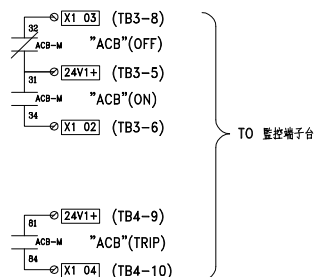 32 X1 03 (TB3-8)
ACB-M "ACB"(OFF)
31 24V1+ (TB3-5)
ACB-M "ACB"(ON)
34 X1 02 (TB3-6)
TO 監控端子台
81 24V1+ (TB4-9)
ACB-M "ACB"(TRIP)
84 X1 04 (TB4-10)